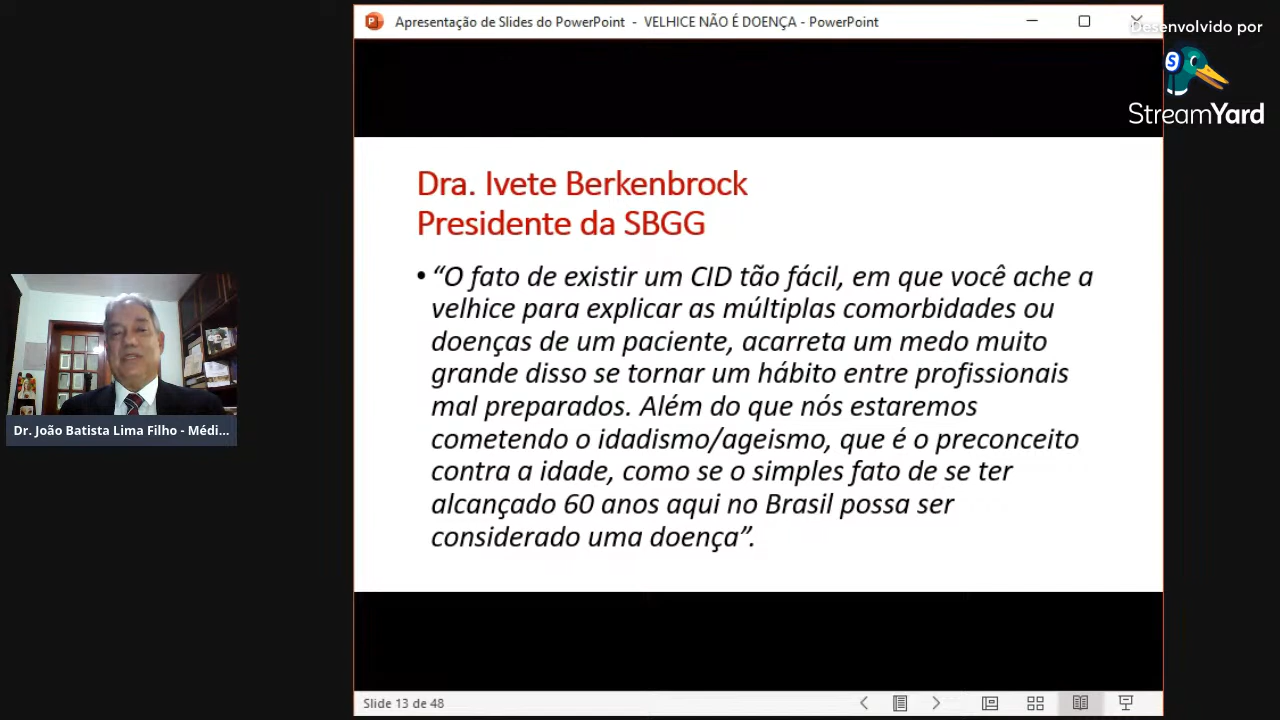 Apresentação de Slides do PowerPoint - VELHICE NÃO É DOENÇA - PowerPoint
Desenvolvido por
S
StreamYard
Dra. Ivete Berkenbrock
Presidente da SBGG
• “O fato de existir um CID tão fácil, em que você ache a
velhice para explicar as múltiplas comorbidades ou
doenças de um paciente, acarreta um medo muito
grande disso se tornar um hábito entre profissionais
mal preparados. Além do que nós estaremos
cometendo o idadismo/ageismo, que é o preconceito
contra a idade, como se o simples fato de se ter
alcançado 60 anos aqui no Brasil possa ser
considerado uma doença”.
Dr. João Batista Lima Filho - Médi...
Slide 13 de 48